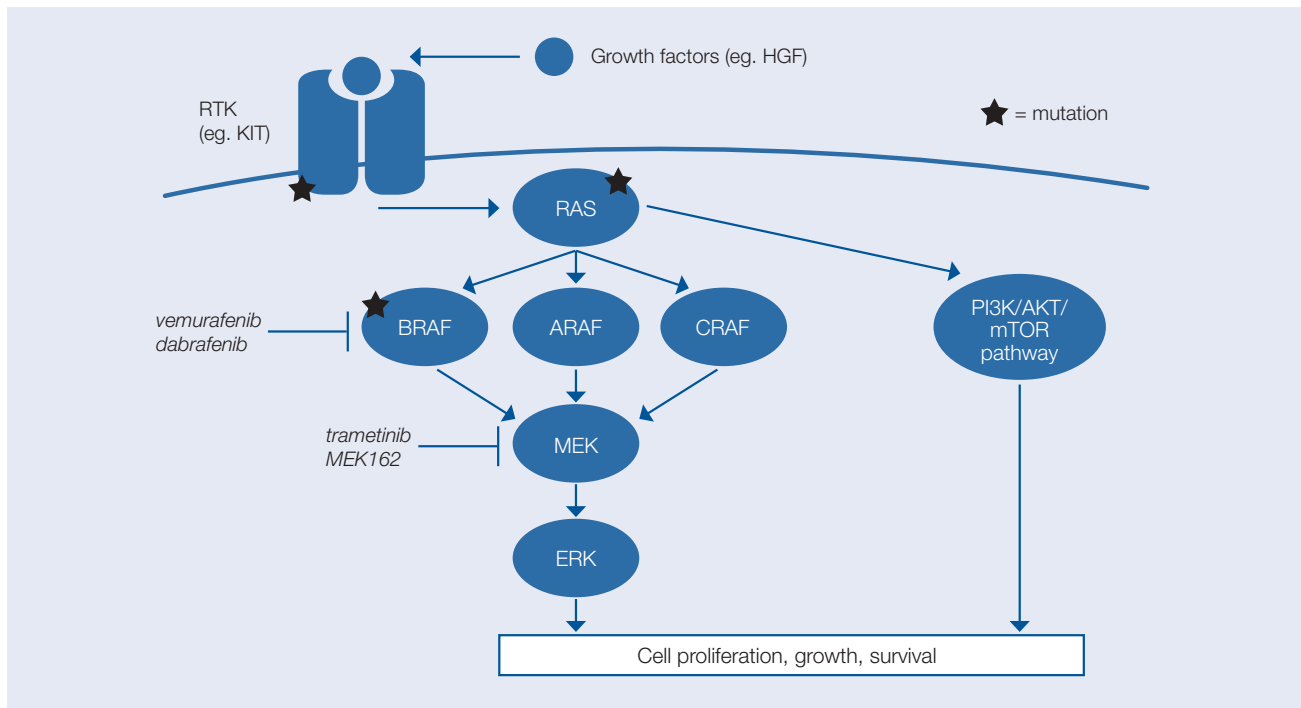 Growth factors (eg. HGF)
RTK
(eg. KIT)
= mutation
RAS
BRAF
ARAF
CRAF
PI3K/AKT/
mTOR
pathway
vemurafenib
dabrafenib
trametinib
MEK162
MEK
ERK
Cell proliferation, growth, survival